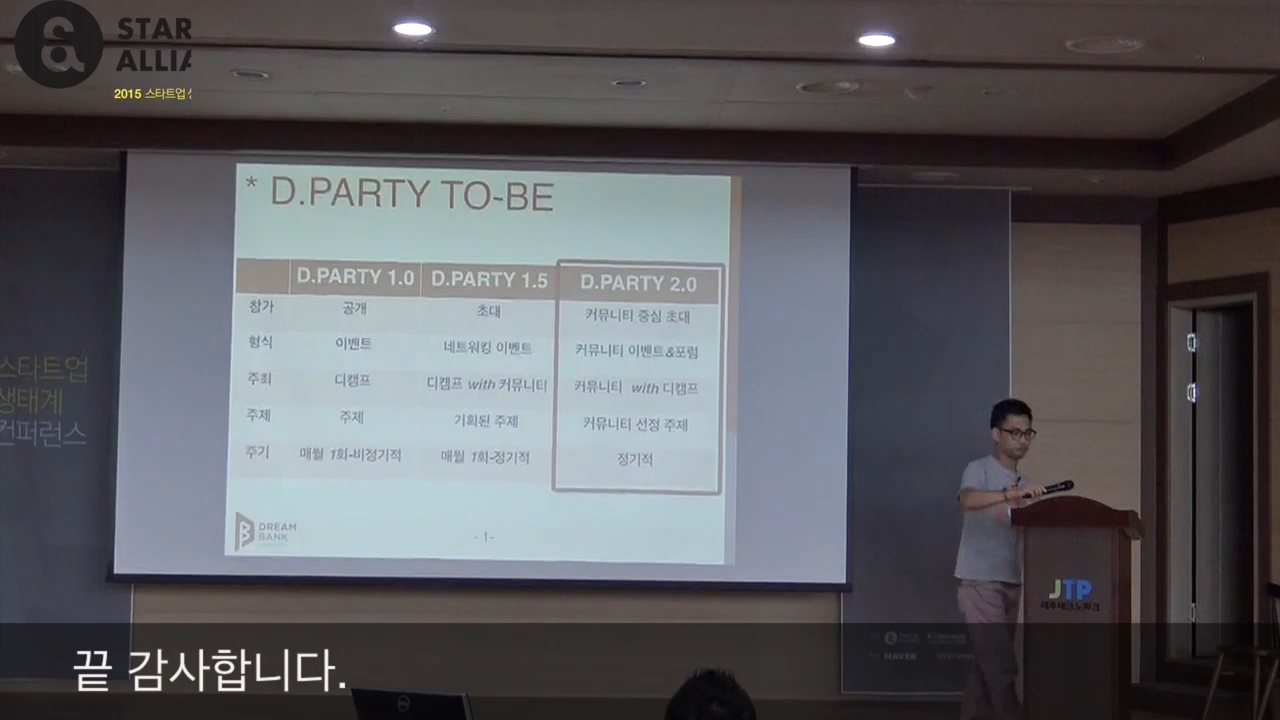 STAR
ALLIA
2015 스타트업 
* D.PARTY TO-BE
D.PARTY 1.0 D.PARTY 1.5 D.PARTY 2.0
참가 공개 초대 커뮤니티 중심 초대
형식 이벤트 네트워킹 이벤트 커뮤니티 이벤트&포럼
주최 디캠프 디캠프 with 커뮤니티 커뮤니티 with 디캠프
주제 주제 기획된 주제 커뮤니티 선정 주제
주기 매월 1회-비정기적 매월 1회-정기적 정기적
DREAM
BANK
- 1-
스타트업
생태계
컨퍼런스
JTP
제주테크노파크
NAVER
끝 감사합니다.